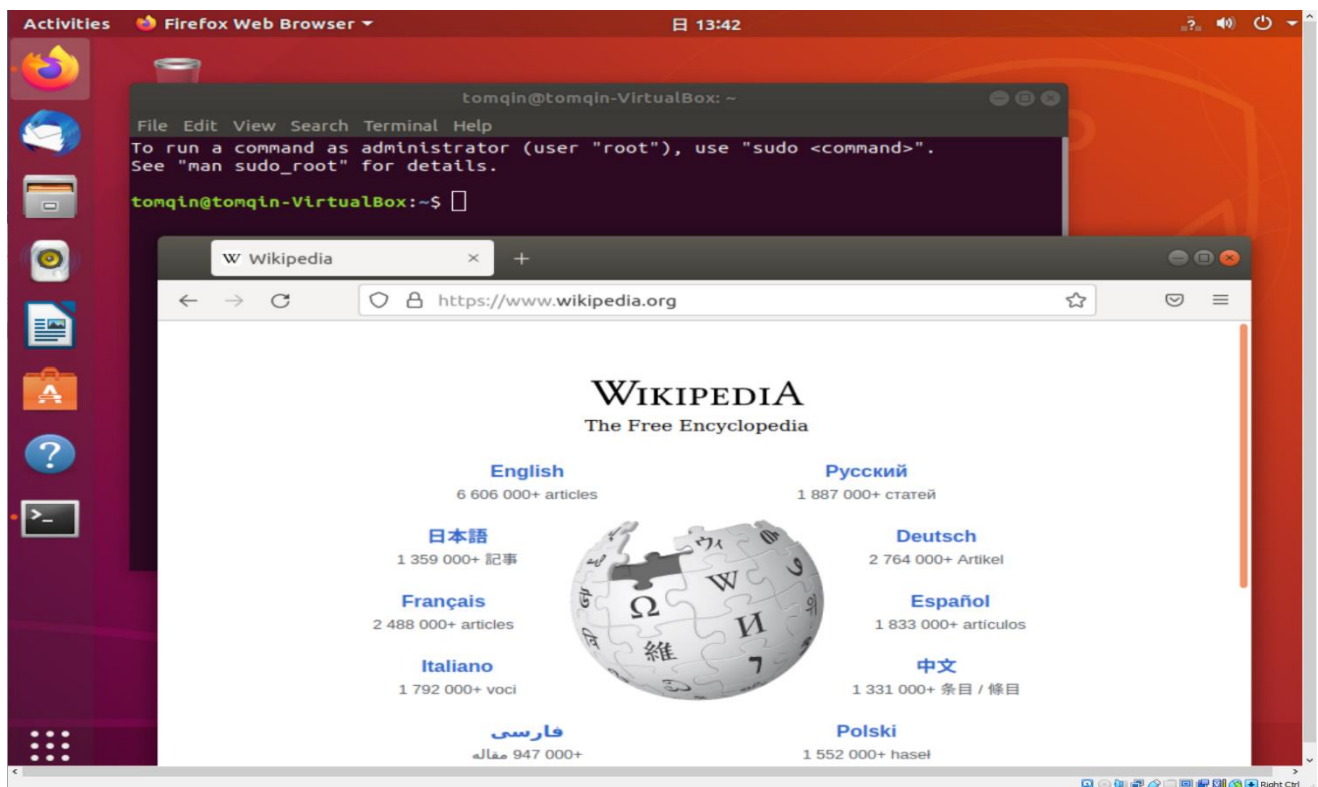 Activities Firefox Web Browser 日 13:42
tomqin@tomqin-VirtualBox: ~
File Edit View Search Terminal Help
To run a command as administrator (user "root"), use "sudo <command>".
See "man sudo_root" for details.
tomqin@tomqin-VirtualBox:~$
Wikipedia
https://www.wikipedia.org
WIKIPEDIA
The Free Encyclopedia
English
6 606 000+ articles
Русский
1 887 000+ статей
日本語
1 359 000+ 記事
Deutsch
2 764 000+ Artikel
Français
2 488 000+ articles
Español
1 833 000+ artículos
Italiano
1 792 000+ voci
中文
1 331 000+ 条目 / 條目
فارسی
947 000+ مقاله
Polski
1 552 000+ haseł
Ω W И 維 ウィ 7
Right Ctrl